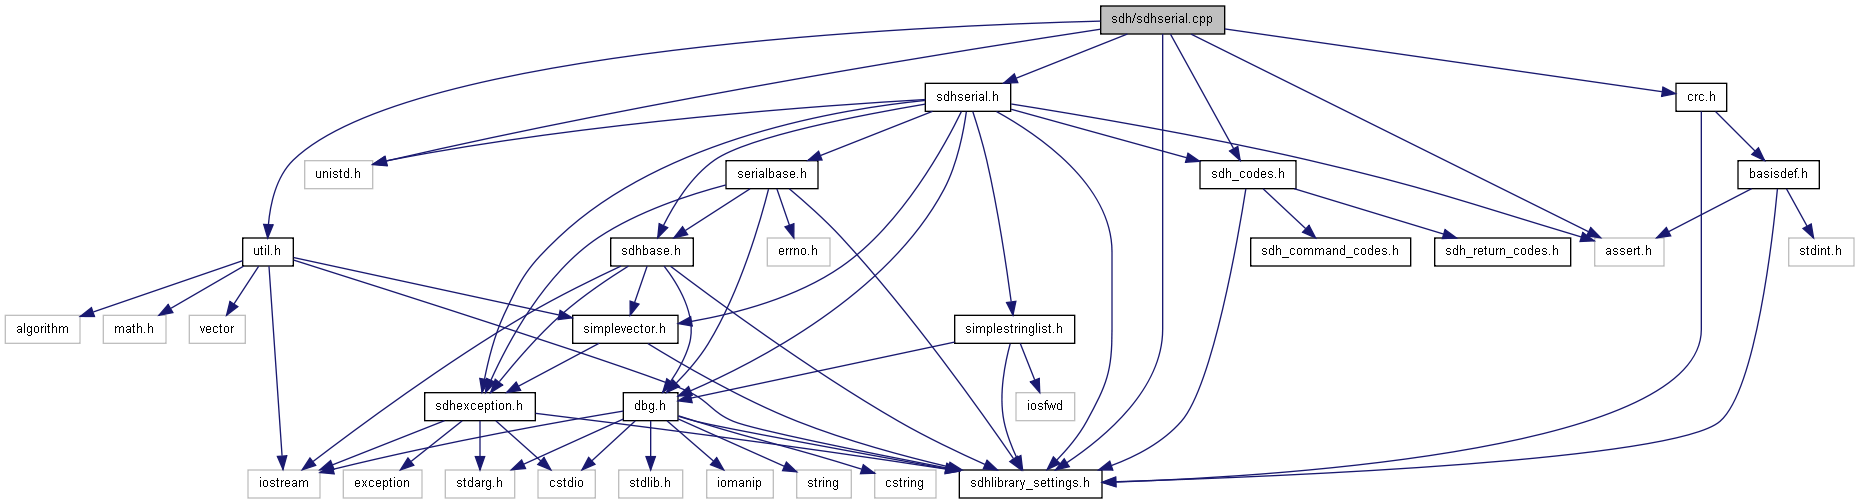 sdh/sdhserial.cpp
sdhserial.h
crc.h
unistd.h
serialbase.h
sdh_codes.h
basisdef.h
util.h
sdhbase.h
errno.h
sdh_command_codes.h
sdh_return_codes.h
assert.h
stdint.h
algorithm
math.h
vector
simplevector.h
simplestringlist.h
sdhexception.h
dbg.h
iosfwd
iostream
exception
stdarg.h
cstdio
stdlib.h
iomanip
string
cstring
sdhlibrary_settings.h